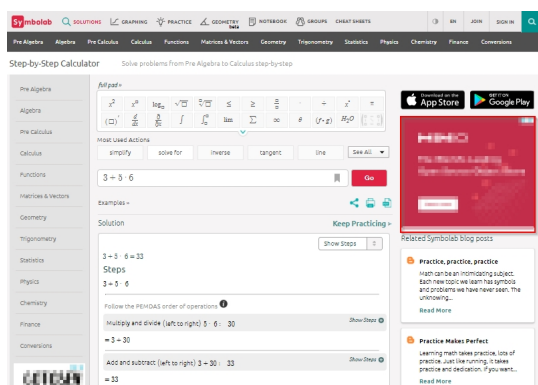 Symbolab
SOLUTIONS
GRAPHING
PRACTICE
GEOMETRY
beta
NOTEBOOK
GROUPS
CHEAT SHEETS
EN
JOIN
SIGN IN
Pre Algebra
Algebra
Pre Calculus
Calculus
Functions
Matrices & Vectors
Geometry
Trigonometry
Statistics
Physics
Chemistry
Finance
Conversions
Step-by-Step Calculator
Solve problems from Pre Algebra to Calculus step-by-step
Pre Algebra
Algebra
Pre Calculus
Calculus
Functions
Matrices & Vectors
Geometry
Trigonometry
Statistics
Physics
Chemistry
Finance
Conversions
full pad »
x² xᵃ log √☐ ⁿ√☐ ≤ ≥ ÷ x° π
(☐)' d/dx ∂/∂x ∫ lim ∑ ∞ θ (f∘g) H₂O
Most Used Actions
simplify
solve for
inverse
tangent
line
See All
3 + 5 · 6
Go
Examples »
Solution
Keep Practicing >
Show Steps
3 + 5 · 6 = 33
Steps
3 + 5 · 6
Follow the PEMDAS order of operations
Multiply and divide (left to right) 5 · 6 : 30
Show Steps
= 3 + 30
Add and subtract (left to right) 3 + 30 : 33
Show Steps
= 33
Download on the
App Store
GET IT ON
Google Play
Related Symbolab blog posts
Practice, practice, practice
Math can be an intimidating subject.
Each new topic we learn has symbols
and problems we have never seen. The
unknowing...
Read More
Practice Makes Perfect
Learning math takes practice, lots of
practice. Just like running, it takes
practice and dedication. If you want...
Read More